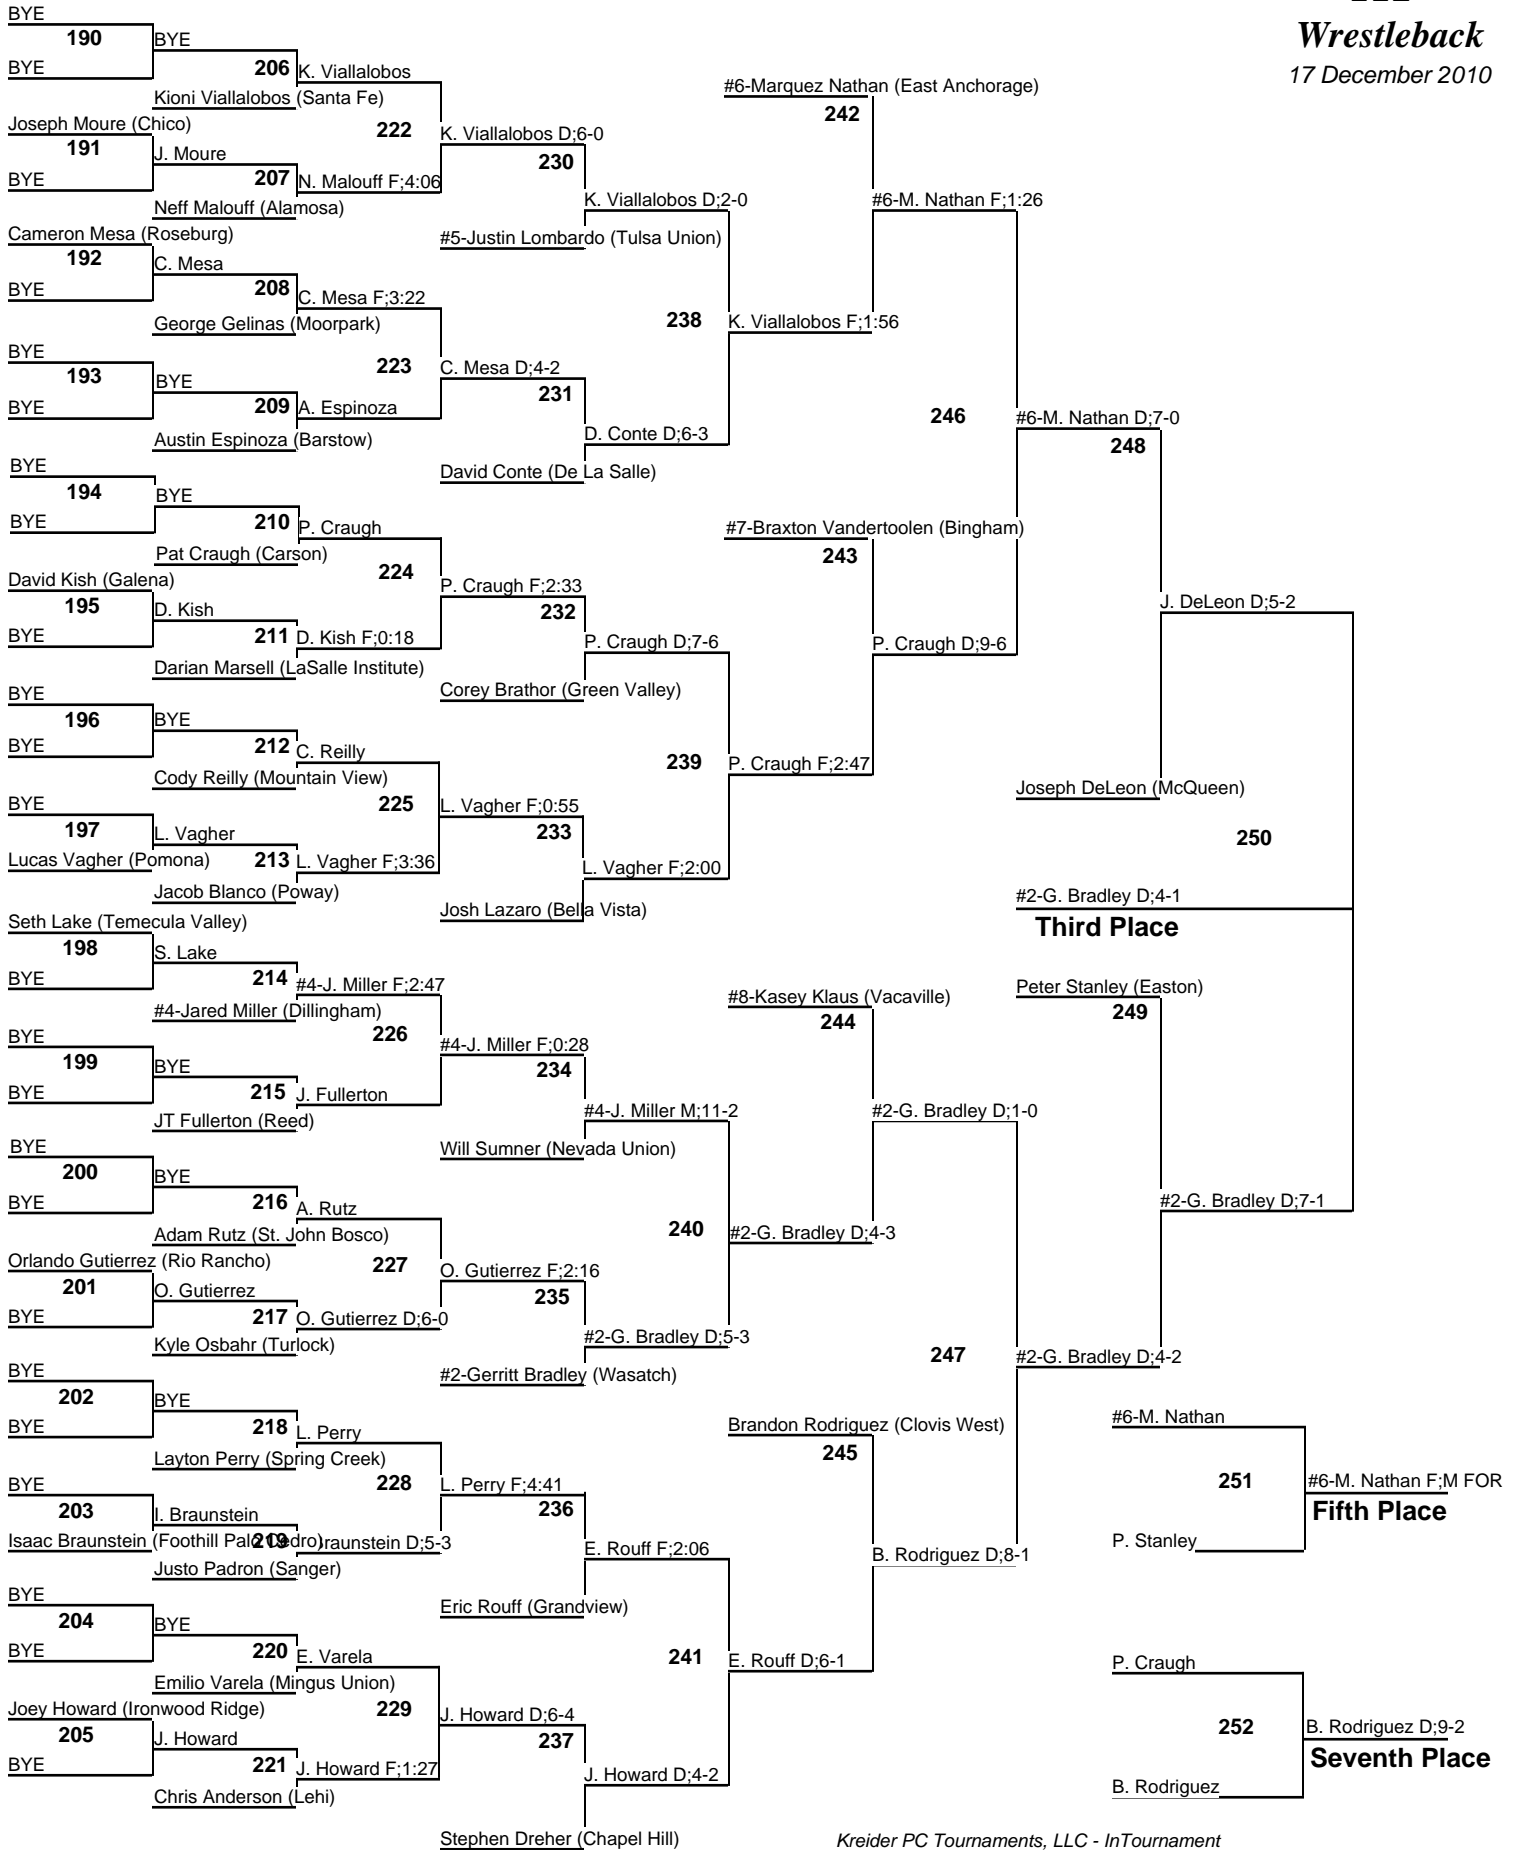 Wrestleback
17 December 2010
BYE
190
BYE
BYE
206
K. Viallalobos
Kioni Viallalobos (Santa Fe)
Joseph Moure (Chico)
191
BYE
J. Moure
207
N. Malouff F;4:06
Neff Malouff (Alamosa)
222
K. Viallalobos D;6-0
230
Cameron Mesa (Roseburg)
192
BYE
C. Mesa
208
C. Mesa F;3:22
George Gelinas (Moorpark)
BYE
193
BYE
BYE
209
A. Espinoza
Austin Espinoza (Barstow)
223
C. Mesa D;4-2
231
K. Viallalobos D;2-0
#5-Justin Lombardo (Tulsa Union)
D. Conte D;6-3
David Conte (De La Salle)
238
K. Viallalobos F;1:56
#6-Marquez Nathan (East Anchorage)
242
#6-M. Nathan F;1:26
BYE
194
BYE
BYE
210
P. Craugh
Pat Craugh (Carson)
David Kish (Galena)
195
BYE
D. Kish
211
D. Kish F;0:18
Darian Marsell (LaSalle Institute)
224
P. Craugh F;2:33
232
P. Craugh D;7-6
Corey Brathor (Green Valley)
BYE
196
BYE
BYE
212
C. Reilly
Cody Reilly (Mountain View)
BYE
197
Lucas Vagher (Pomona)
L. Vagher
213
L. Vagher F;3:36
Jacob Blanco (Poway)
225
L. Vagher F;0:55
233
L. Vagher F;2:00
Josh Lazaro (Bella Vista)
239
P. Craugh F;2:47
#7-Braxton Vandertoolen (Bingham)
243
P. Craugh D;9-6
246
#6-M. Nathan D;7-0
248
J. DeLeon D;5-2
Joseph DeLeon (McQueen)
250
#2-G. Bradley D;4-1
Third Place
Seth Lake (Temecula Valley)
198
BYE
S. Lake
214
#4-J. Miller F;2:47
#4-Jared Miller (Dillingham)
BYE
199
BYE
BYE
215
J. Fullerton
JT Fullerton (Reed)
226
#4-J. Miller F;0:28
234
#4-J. Miller M;11-2
Will Sumner (Nevada Union)
BYE
200
BYE
BYE
216
A. Rutz
Adam Rutz (St. John Bosco)
Orlando Gutierrez (Rio Rancho)
201
BYE
O. Gutierrez
217
O. Gutierrez D;6-0
Kyle Osbahr (Turlock)
227
O. Gutierrez F;2:16
235
#2-G. Bradley D;5-3
#2-Gerritt Bradley (Wasatch)
240
#2-G. Bradley D;4-3
#8-Kasey Klaus (Vacaville)
244
#2-G. Bradley D;1-0
BYE
202
BYE
BYE
218
L. Perry
Layton Perry (Spring Creek)
BYE
203
Isaac Braunstein (Foothill Palo Cedro)
I. Braunstein
219
raunstein D;5-3
Justo Padron (Sanger)
228
L. Perry F;4:41
236
E. Rouff F;2:06
Eric Rouff (Grandview)
BYE
204
BYE
BYE
220
E. Varela
Emilio Varela (Mingus Union)
Joey Howard (Ironwood Ridge)
205
BYE
J. Howard
221
J. Howard F;1:27
Chris Anderson (Lehi)
229
J. Howard D;6-4
237
J. Howard D;4-2
Stephen Dreher (Chapel Hill)
241
E. Rouff D;6-1
Brandon Rodriguez (Clovis West)
245
B. Rodriguez D;8-1
247
#2-G. Bradley D;4-2
Peter Stanley (Easton)
249
#2-G. Bradley D;7-1
#6-M. Nathan
251
P. Stanley
#6-M. Nathan F;M FOR
Fifth Place
P. Craugh
252
B. Rodriguez
B. Rodriguez D;9-2
Seventh Place
Kreider PC Tournaments, LLC - InTournament